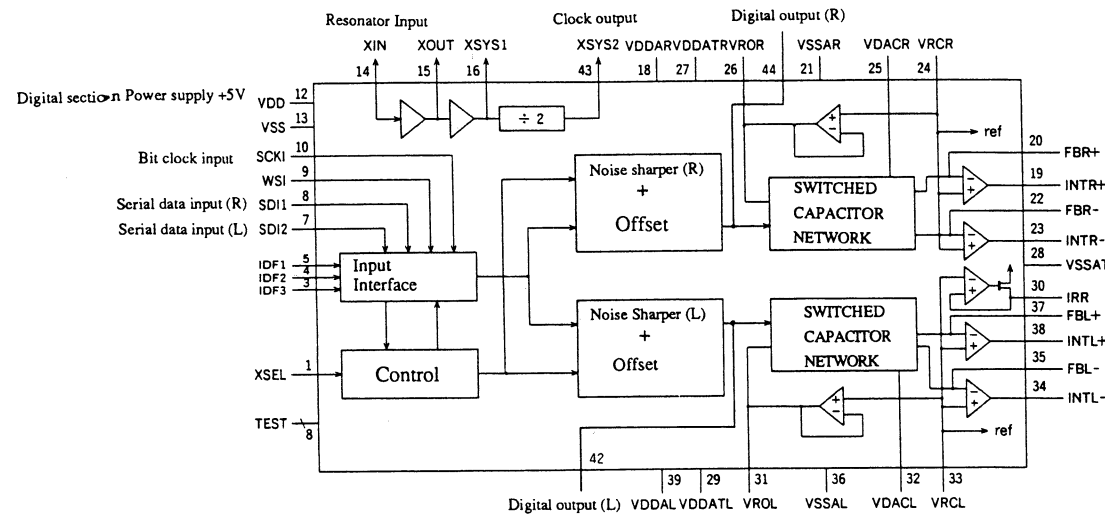 Resonator Input
Clock output
Digital output (R)
XIN XOUT XSYS1 XSYS2 VDDAR VDDATR VROR VSSAR VDACR VRCR
14 15 16 43 18 27 26 44 21 25 24
Digital section Power supply +5V
VDD 12
VSS 13
÷ 2
Bit clock input SCKI 10
WSI 9
Serial data input (R) SDI1 8
Serial data input (L) SDI2 7
IDF1 5
IDF2 4
IDF3 3
Input
Interface
XSEL 1
Control
TEST 8
Noise sharper (R)
+
Offset
Noise Sharper (L)
+
Offset
+
−
ref
SWITCHED
CAPACITOR
NETWORK
−
+
−
+
20 FBR+
19 INTR+
22 FBR-
23 INTR-
28 VSSAT
−
+
30 IRR
37 FBL+
38 INTL+
35 FBL-
34 INTL-
SWITCHED
CAPACITOR
NETWORK
−
+
−
+
+
−
ref
42 39 29 31 36 32 33
Digital output (L) VDDAL VDDATL VROL VSSAL VDACL VRCL